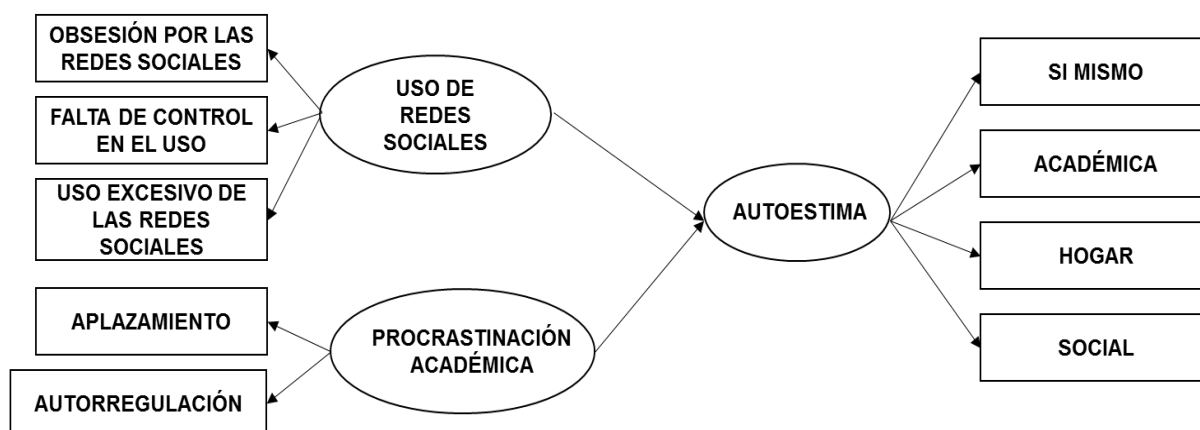 OBSESIÓN POR LAS
REDES SOCIALES
FALTA DE CONTROL
EN EL USO
USO EXCESIVO DE
LAS REDES
SOCIALES
APLAZAMIENTO
AUTORREGULACIÓN
USO DE
REDES
SOCIALES
PROCRASTINACIÓN
ACADÉMICA
AUTOESTIMA
SI MISMO
ACADÉMICA
HOGAR
SOCIAL